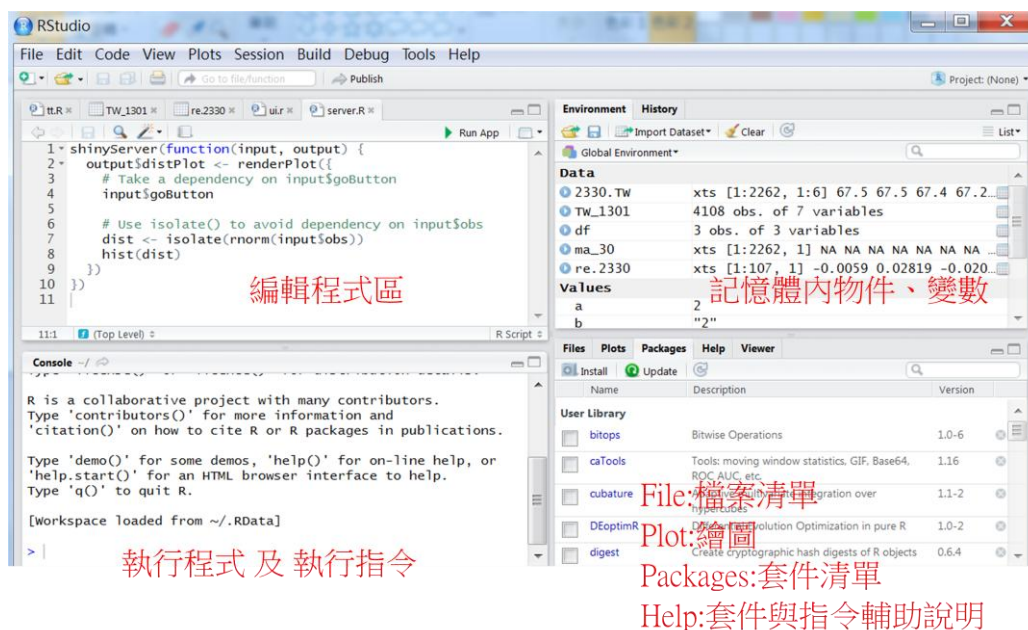 RStudio
File Edit Code View Plots Session Build Debug Tools Help
Go to file/function Publish Project: (None)
tt.R TW_1301 re.2330 ui.r server.R
Run App
1 shinyServer(function(input, output) {
2 output$distPlot <- renderPlot({
3 # Take a dependency on input$goButton
4 input$goButton
5
6 # Use isolate() to avoid dependency on input$obs
7 dist <- isolate(rnorm(input$obs))
8 hist(dist)
9 })
10 })
11
編輯程式區
11:1 (Top Level) R Script
Environment History
Import Dataset Clear List
Global Environment
Data
2330.TW xts [1:2262, 1:6] 67.5 67.5 67.4 67.2...
TW_1301 4108 obs. of 7 variables
df 3 obs. of 3 variables
ma_30 xts [1:2262, 1] NA NA NA NA NA NA NA ...
re.2330 xts [1:107, 1] -0.0059 0.02819 -0.020...
Values
a 2
b "2"
記憶體內物件、變數
Console ~/
R is a collaborative project with many contributors.
Type 'contributors()' for more information and
'citation()' on how to cite R or R packages in publications.
Type 'demo()' for some demos, 'help()' for on-line help, or
'help.start()' for an HTML browser interface to help.
Type 'q()' to quit R.
[Workspace loaded from ~/.RData]
>
執行程式 及 執行指令
Files Plots Packages Help Viewer
Install Update
Name Description Version
User Library
bitops Bitwise Operations 1.0-6
caTools Tools: moving window statistics, GIF, Base64, 1.16
ROC AUC, etc.
cubature integration over 1.1-2
hypercubes
DEoptimR Evolution Optimization in pure R 1.0-2
digest Create cryptographic hash digests of R objects 0.6.4
File:檔案清單
Plot:繪圖
Packages:套件清單
Help:套件與指令輔助說明